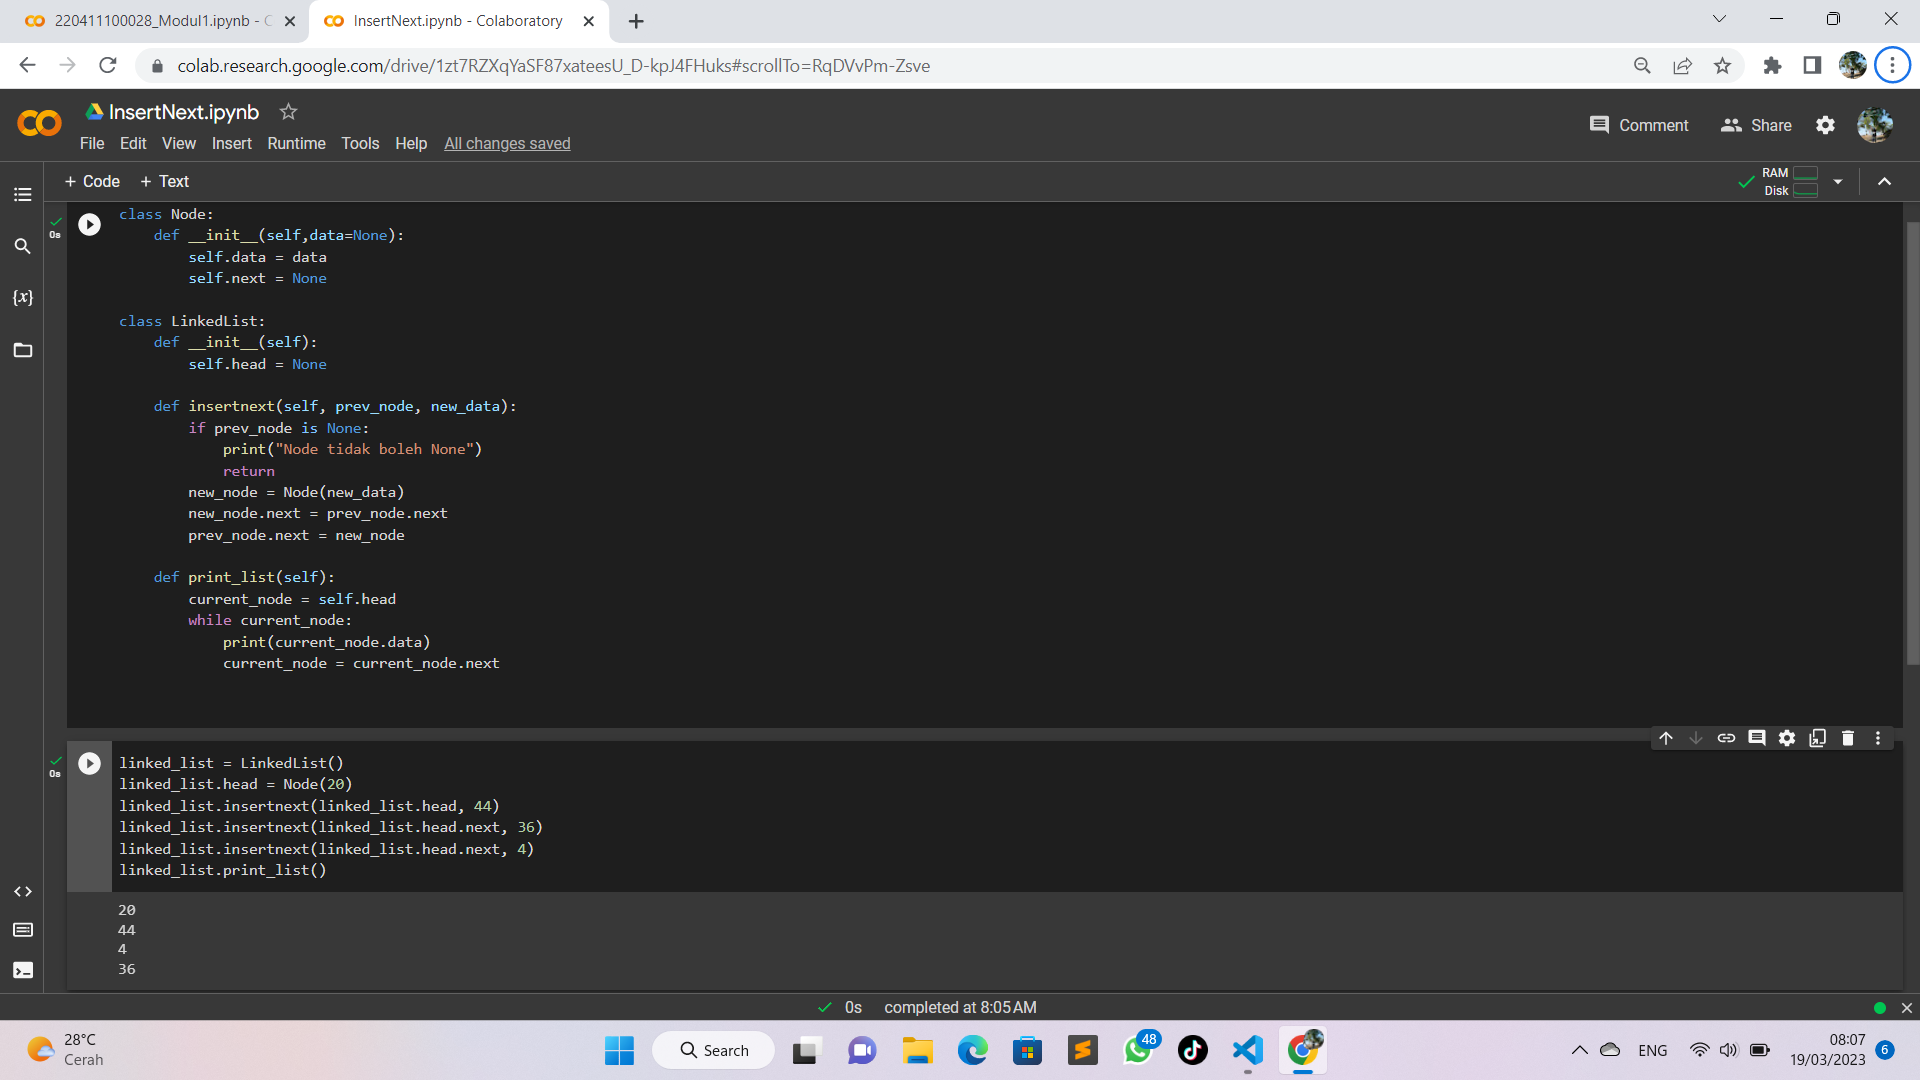 220411100028_Modul1.ipynb - C
InsertNext.ipynb - Colaboratory
colab.research.google.com/drive/1zt7RZXqYaSF87xateesU_D-kpJ4FHuks#scrollTo=RqDVvPm-Zsve
InsertNext.ipynb
Comment
Share
File Edit View Insert Runtime Tools Help All changes saved
+ Code + Text
RAM
Disk
0s
class Node:
    def __init__(self,data=None):
        self.data = data
        self.next = None

class LinkedList:
    def __init__(self):
        self.head = None

    def insertnext(self, prev_node, new_data):
        if prev_node is None:
            print("Node tidak boleh None")
            return
        new_node = Node(new_data)
        new_node.next = prev_node.next
        prev_node.next = new_node

    def print_list(self):
        current_node = self.head
        while current_node:
            print(current_node.data)
            current_node = current_node.next
{x}
0s
linked_list = LinkedList()
linked_list.head = Node(20)
linked_list.insertnext(linked_list.head, 44)
linked_list.insertnext(linked_list.head.next, 36)
linked_list.insertnext(linked_list.head.next, 4)
linked_list.print_list()
20
44
4
36
0s completed at 8:05 AM
28°C
Cerah
Search
48
ENG
08:07
19/03/2023
6